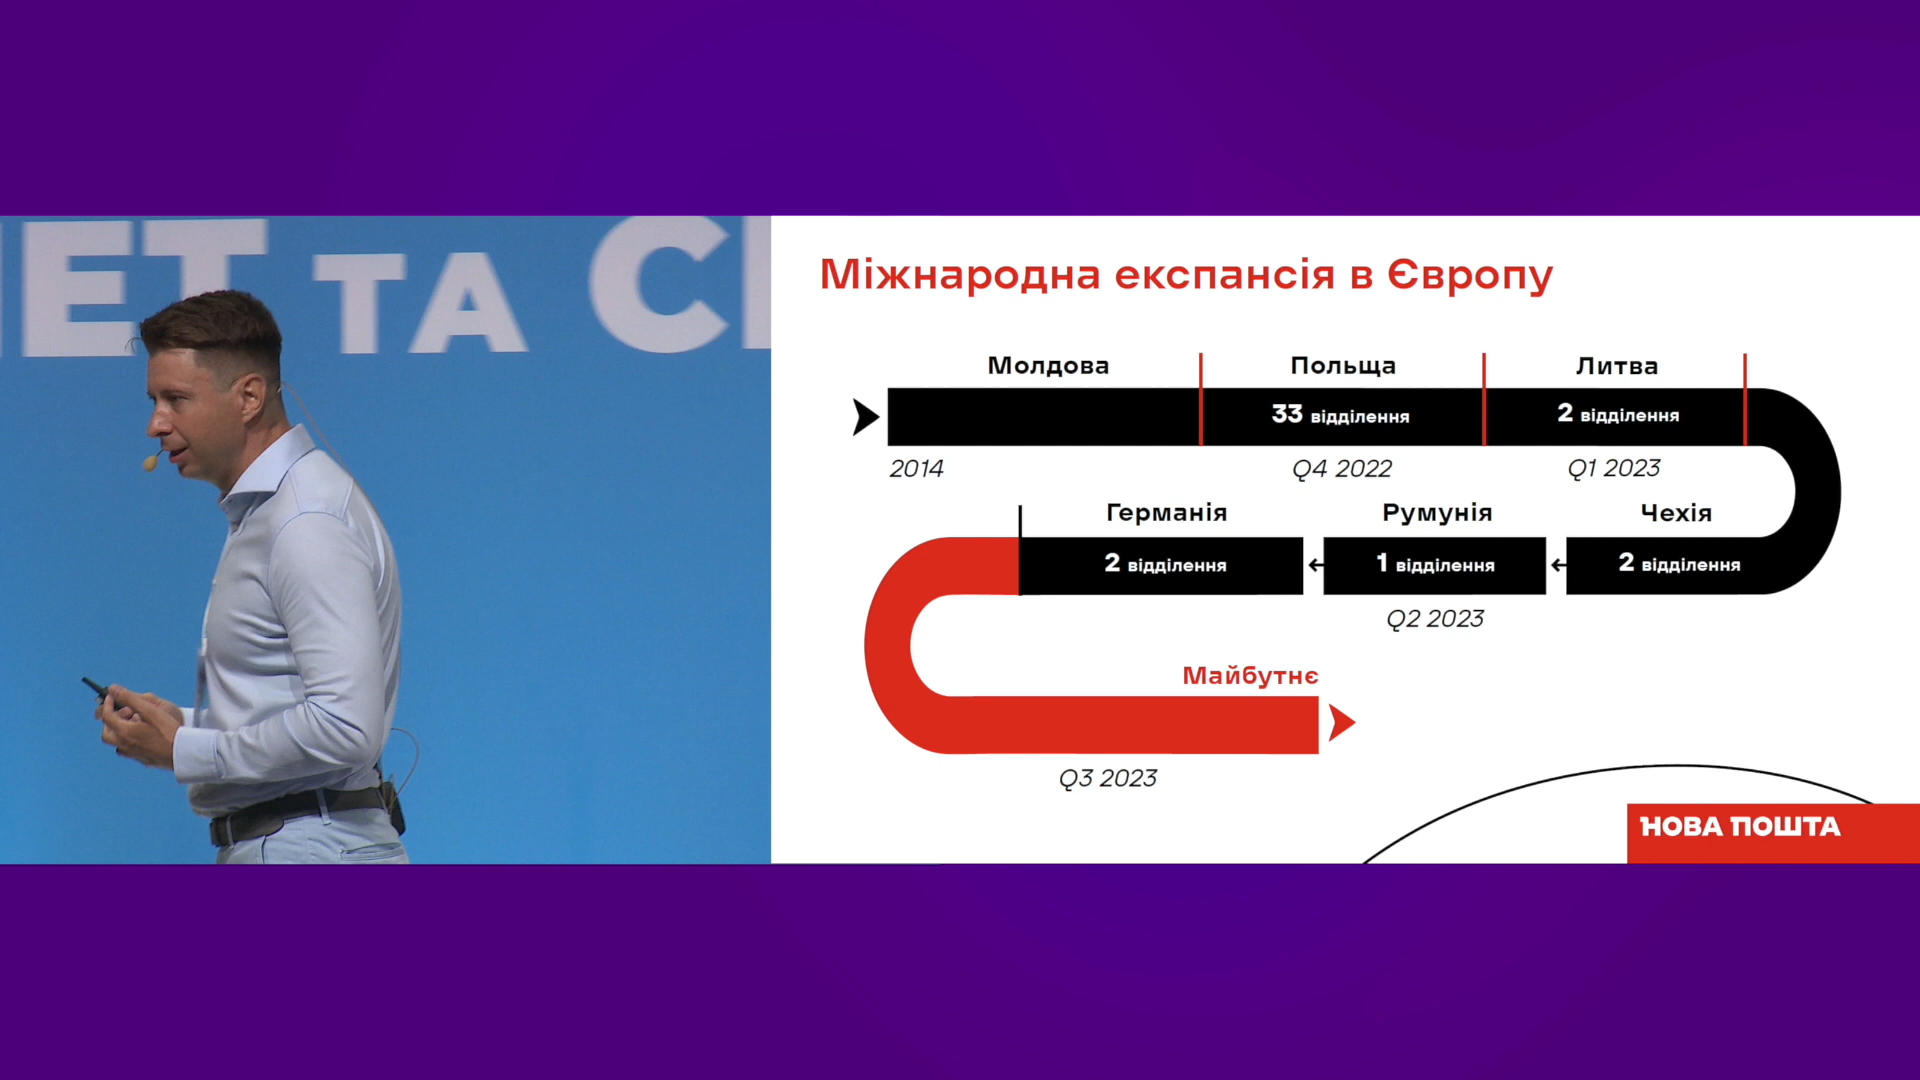 ЕТ ТА С
Міжнародна експансія в Європу
Молдова
Польща
Литва
33 відділення
2 відділення
2014
Q4 2022
Q1 2023
Германія
Румунія
Чехія
2 відділення
1 відділення
2 відділення
Q2 2023
Майбутнє
Q3 2023
НОВА ПОШТА